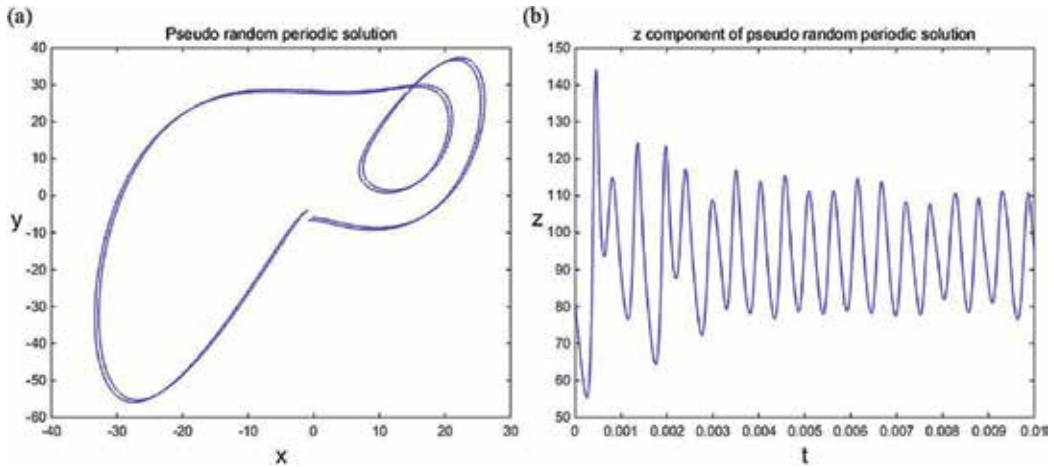 (a)
Pseudo random periodic solution
40
30
20
10
0
-10
-20
-30
-40
-50
-60
y
-40 -30 -20 -10 0 10 20 30
x
(b)
z component of pseudo random periodic solution
150
140
130
120
110
100
90
80
70
60
50
z
0 0.001 0.002 0.003 0.004 0.005 0.006 0.007 0.008 0.009 0.01
t